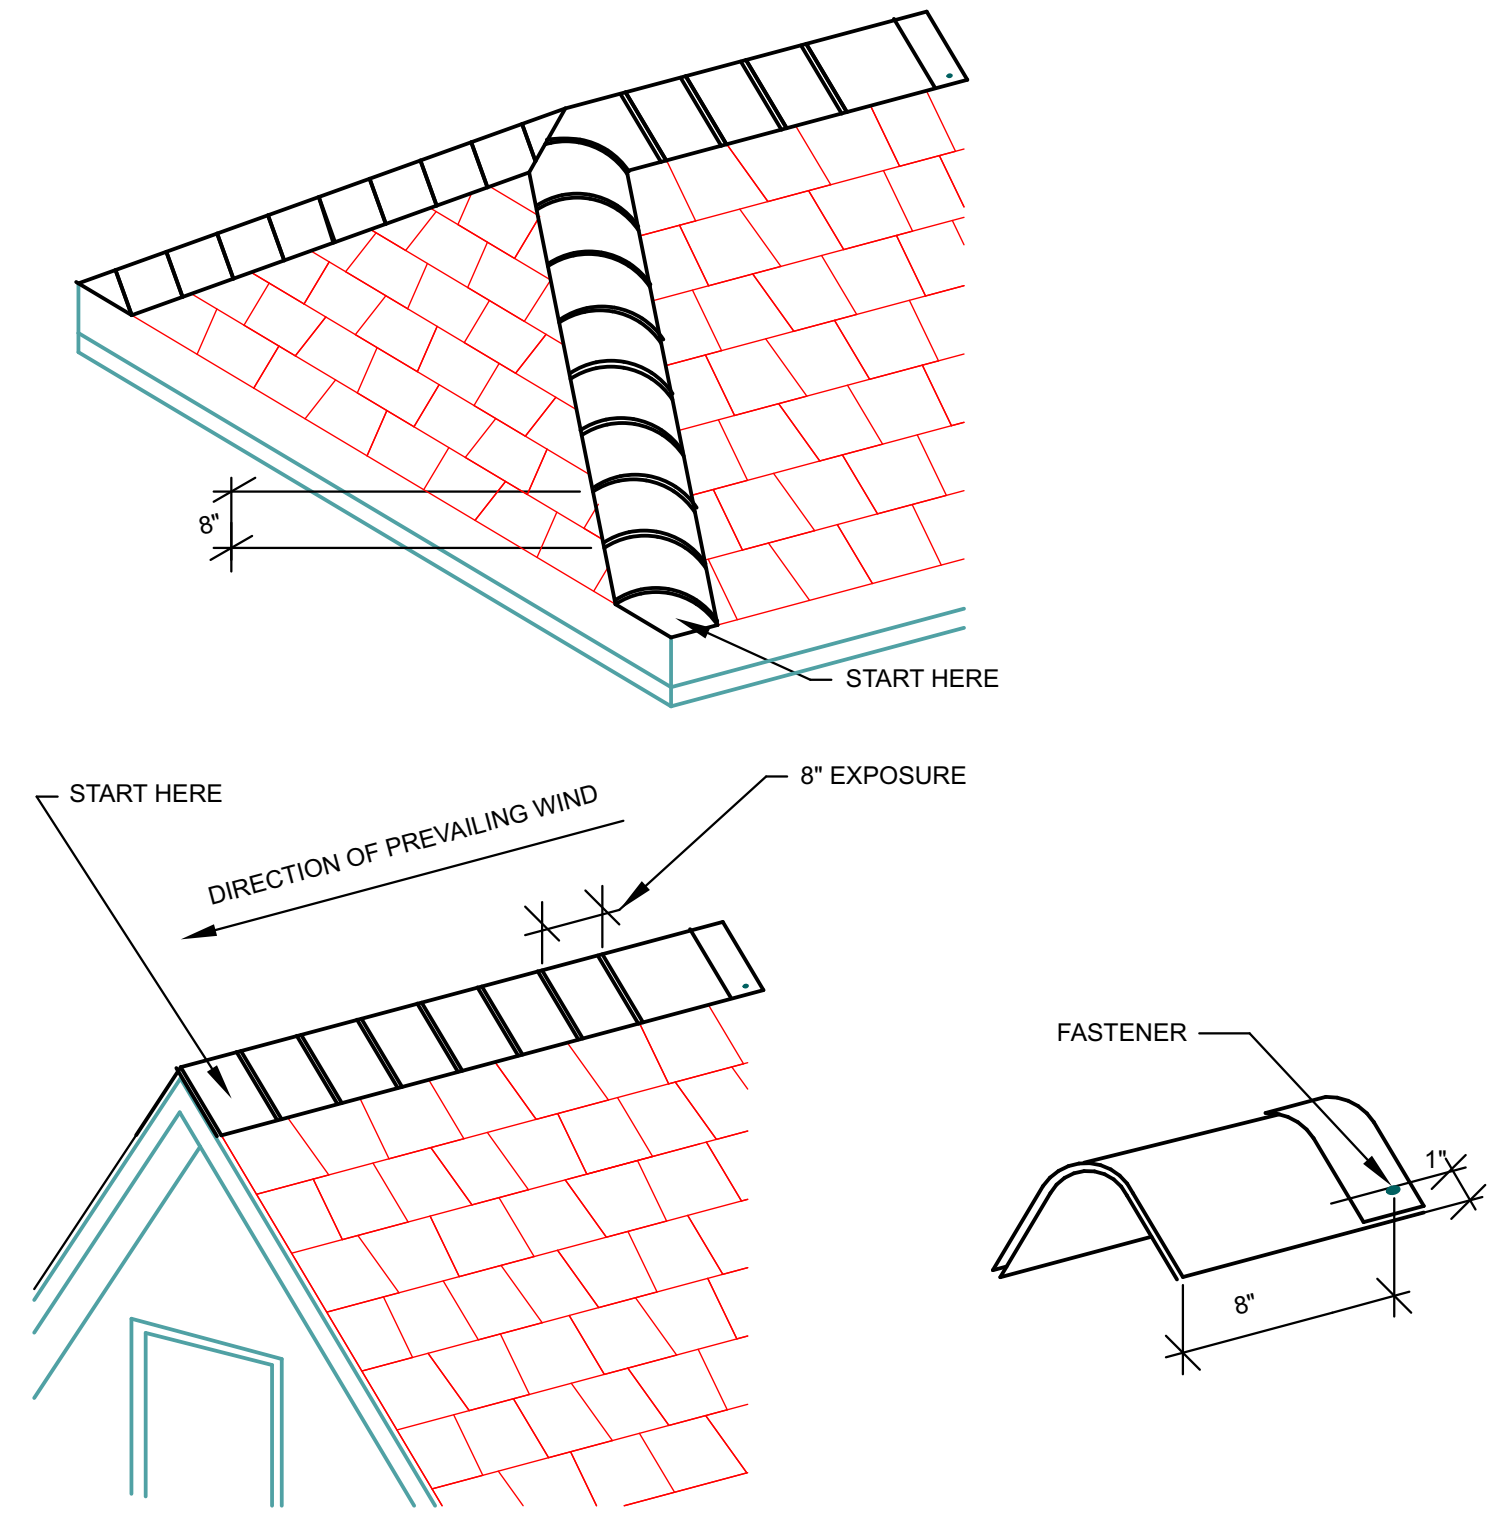 8"
START HERE
START HERE
8" EXPOSURE
DIRECTION OF PREVAILING WIND
FASTENER
1"
8"